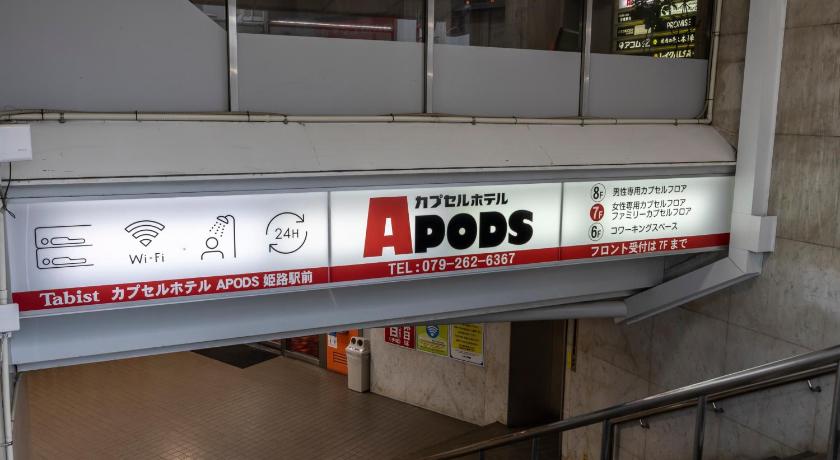 PROMISE
アコム
Wi-Fi
24H
Tabist カプセルホテル APODS 姫路駅前
カプセルホテル
APODS
TEL:079-262-6367
8F 男性専用カプセルフロア
7F 女性専用カプセルフロア
ファミリーカプセルフロア
6F コワーキングスペース
フロント受付は7Fまで